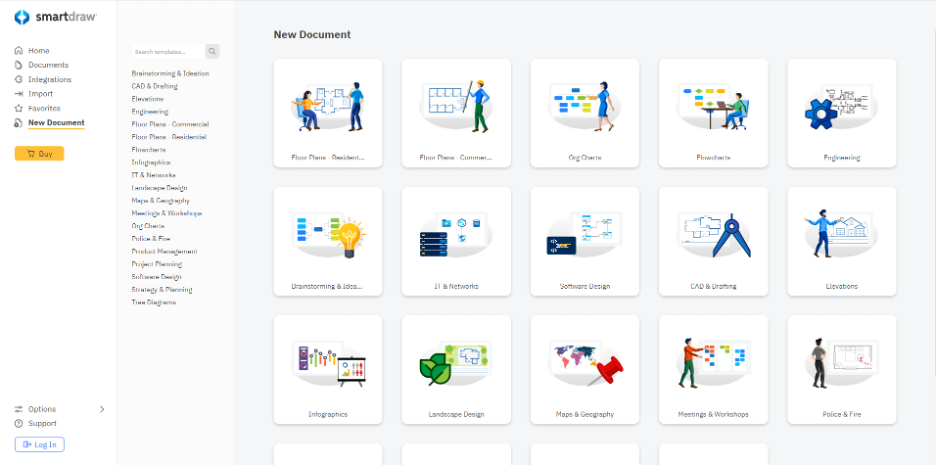 smartdraw
Home
Documents
Integrations
Import
Favorites
New Document
Buy
Options
Support
Log In
Search templates...
Brainstorming & Ideation
CAD & Drafting
Elevations
Engineering
Floor Plans - Commercial
Floor Plans - Residential
Flowcharts
Infographics
IT & Networks
Landscape Design
Maps & Geography
Meetings & Workshops
Org Charts
Police & Fire
Product Management
Project Planning
Software Design
Strategy & Planning
Tree Diagrams
New Document
Floor Plans - Resident...
Floor Plans - Commer...
Org Charts
Flowcharts
Engineering
Brainstorming & Idea...
IT & Networks
Software Design
CAD & Drafting
Elevations
Infographics
Landscape Design
Maps & Geography
Meetings & Workshops
Police & Fire